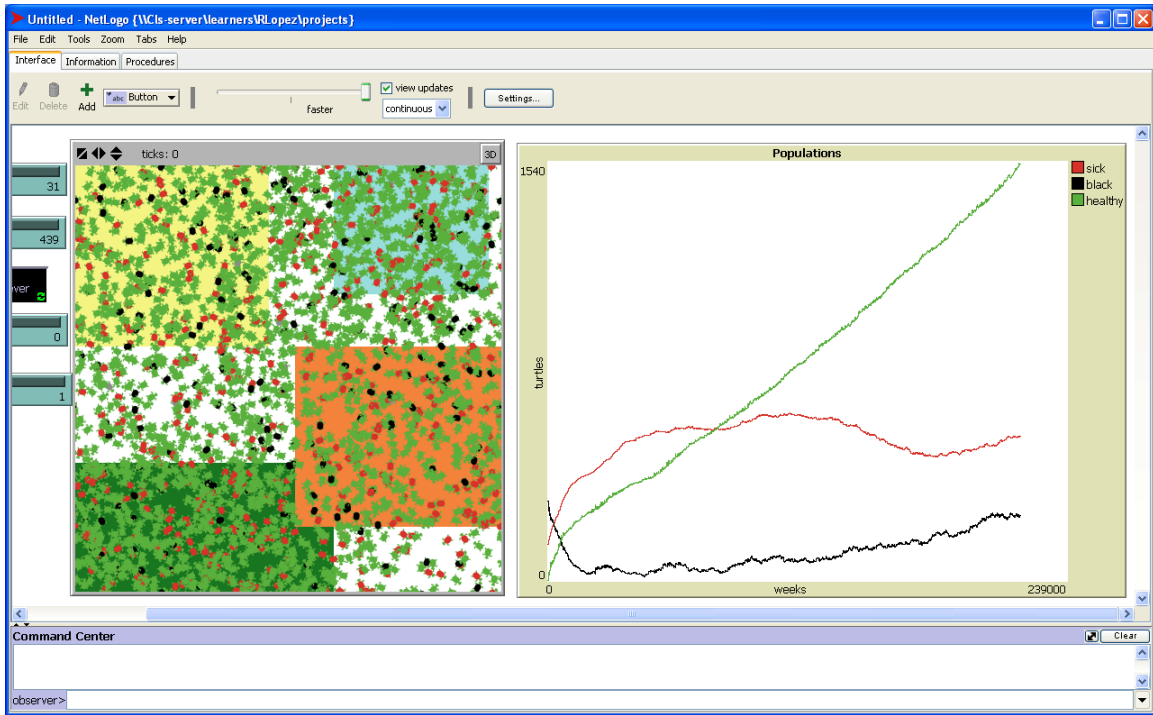 Untitled - NetLogo {\\Cls-server\learners\RLopez\projects}
File Edit Tools Zoom Tabs Help
Interface Information Procedures
Edit Delete Add abc Button faster view updates continuous Settings...
ticks: 0 3D
31
439
ver
0
1
Populations
1540
turtles
0
0 weeks 239000
sick
black
healthy
Command Center Clear
observer>